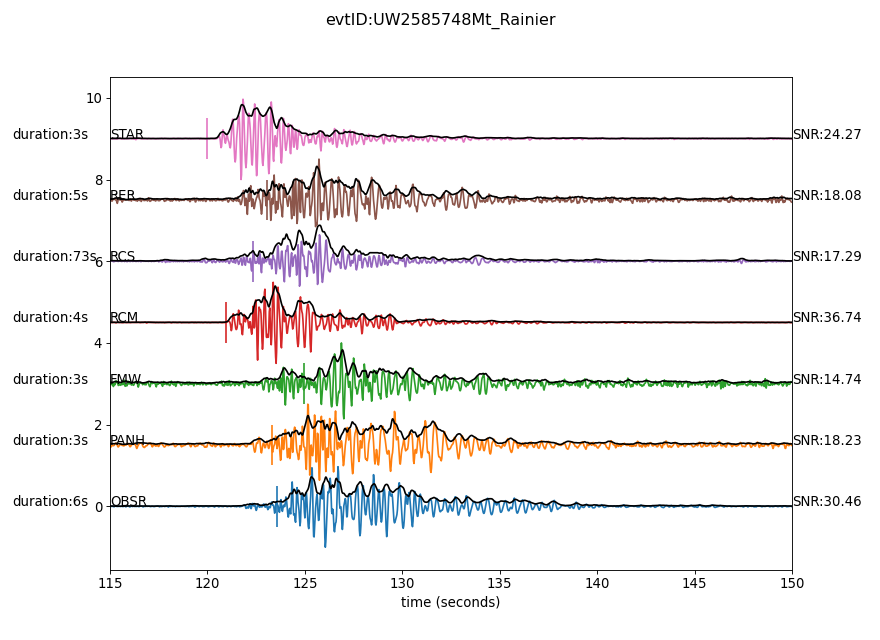 evtID:UW2585748Mt_Rainier
10
duration:3s STAR SNR:24.27
8
duration:5s RER SNR:18.08
duration:73s RCS SNR:17.29
6
duration:4s RCM SNR:36.74
4
duration:3s FMW SNR:14.74
2
duration:3s PANH SNR:18.23
duration:6s OBSR SNR:30.46
0
115 120 125 130 135 140 145 150
time (seconds)